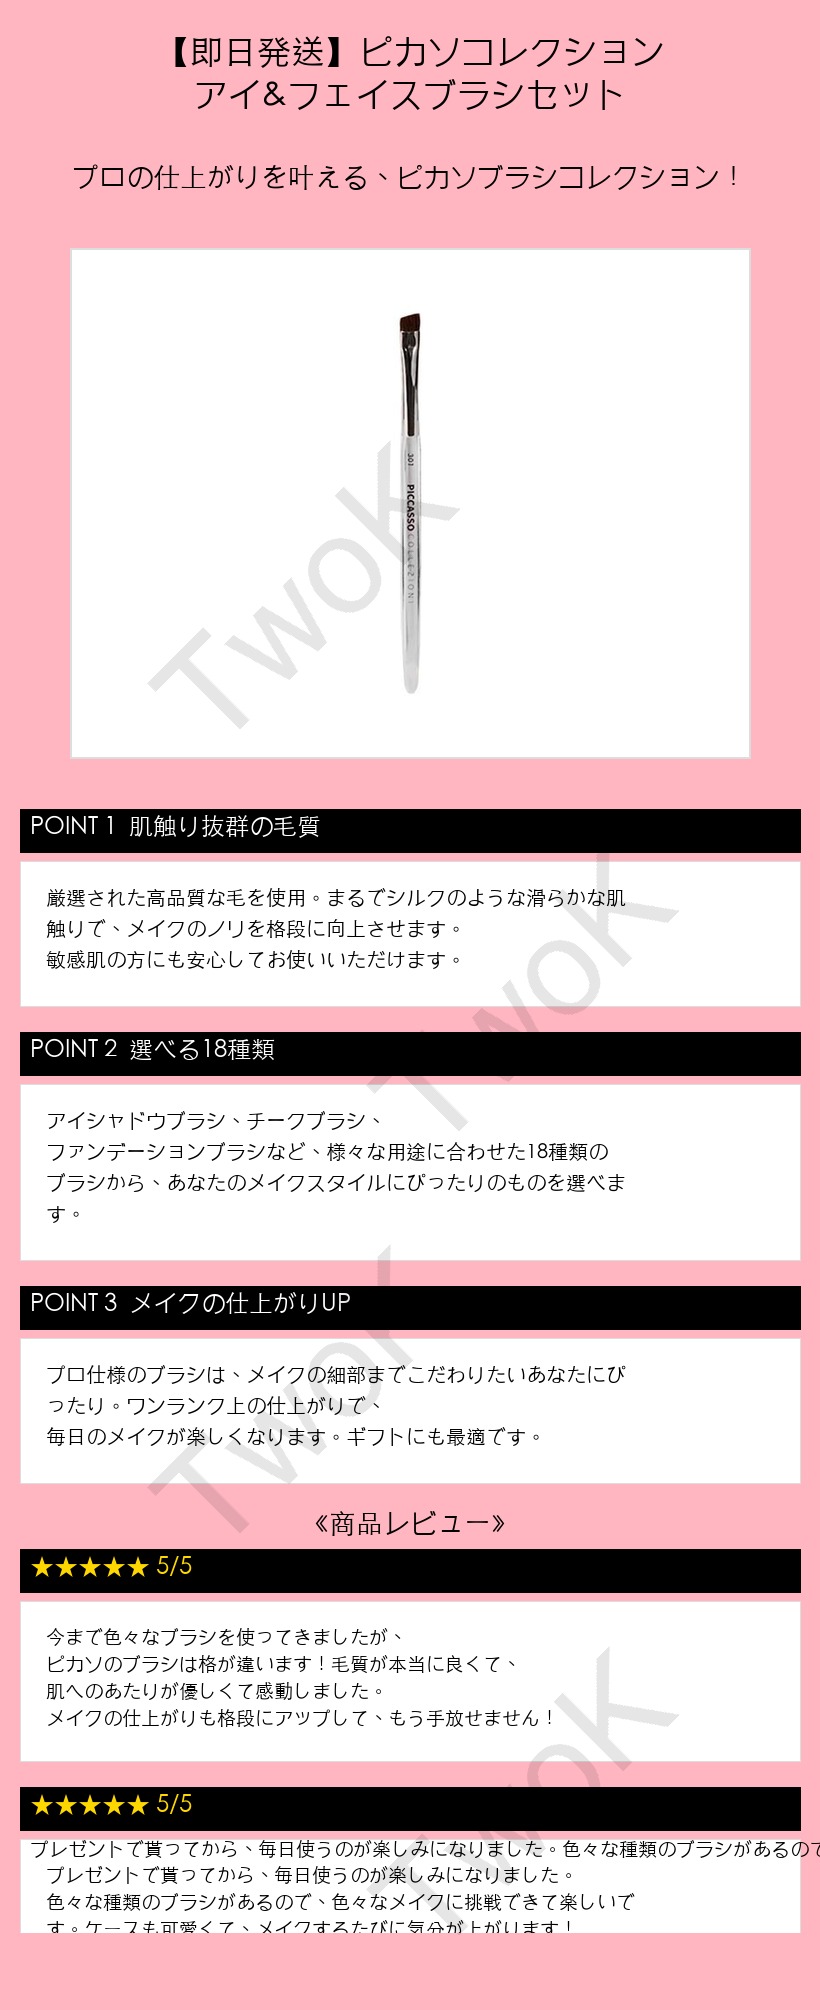 【即日発送】ピカソコレクション
アイ&フェイスブラシセット
プロの仕上がりを叶える、ピカソブラシコレクション！
301
PICCASSO COLLEZIONI
TwoK
POINT 1 肌触り抜群の毛質
厳選された高品質な毛を使用。まるでシルクのような滑らかな肌
触りで、メイクのノリを格段に向上させます。
敏感肌の方にも安心してお使いいただけます。
TwoK
POINT 2 選べる18種類
アイシャドウブラシ、チークブラシ、
ファンデーションブラシなど、様々な用途に合わせた18種類の
ブラシから、あなたのメイクスタイルにぴったりのものを選べま
す。
POINT 3 メイクの仕上がりUP
プロ仕様のブラシは、メイクの細部までこだわりたいあなたにぴ
ったり。ワンランク上の仕上がりで、
毎日のメイクが楽しくなります。ギフトにも最適です。
TwoK
《商品レビュー》
★★★★★ 5/5
今まで色々なブラシを使ってきましたが、
ピカソのブラシは格が違います！毛質が本当に良くて、
肌へのあたりが優しくて感動しました。
メイクの仕上がりも格段にアップして、もう手放せません！
TwoK
★★★★★ 5/5
プレゼントで貰ってから、毎日使うのが楽しみになりました。色々な種類のブラシがあるので
プレゼントで貰ってから、毎日使うのが楽しみになりました。
色々な種類のブラシがあるので、色々なメイクに挑戦できて楽しいで
す。ケースも可愛くて、メイクするたびに気分が上がります！